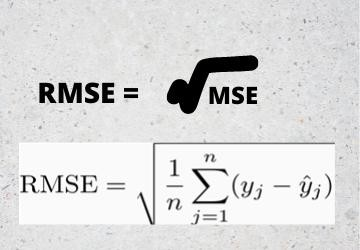 RMSE = √MSE
RMSE = √(1/n ∑_{j=1}^{n} (y_j − ŷ_j))